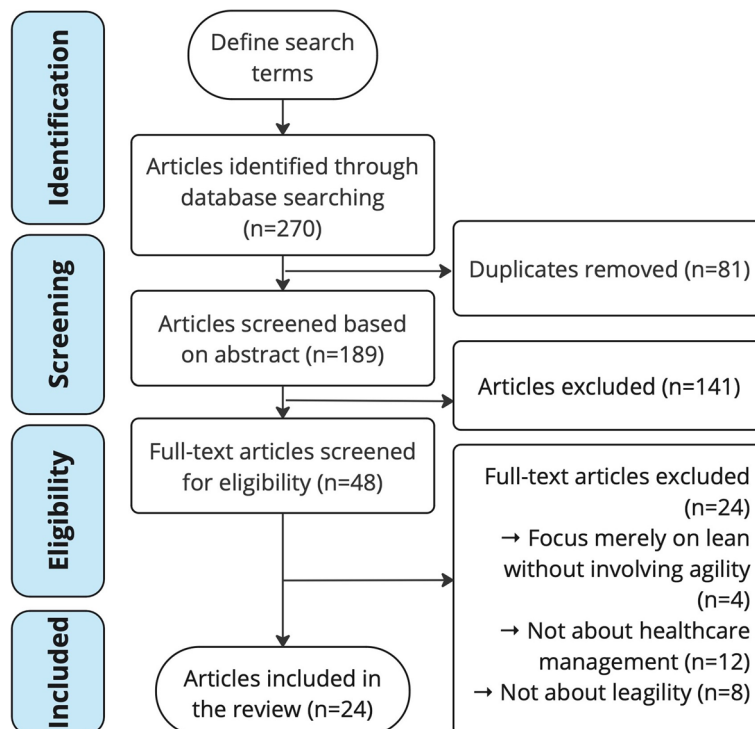 Identification
Define search
terms
Articles identified through
database searching
(n=270)
Duplicates removed (n=81)
Screening
Articles screened based
on abstract (n=189)
Articles excluded (n=141)
Eligibility
Full-text articles screened
for eligibility (n=48)
Full-text articles excluded
(n=24)
→ Focus merely on lean
without involving agility
(n=4)
→ Not about healthcare
management (n=12)
→ Not about leagility (n=8)
Included
Articles included in
the review (n=24)